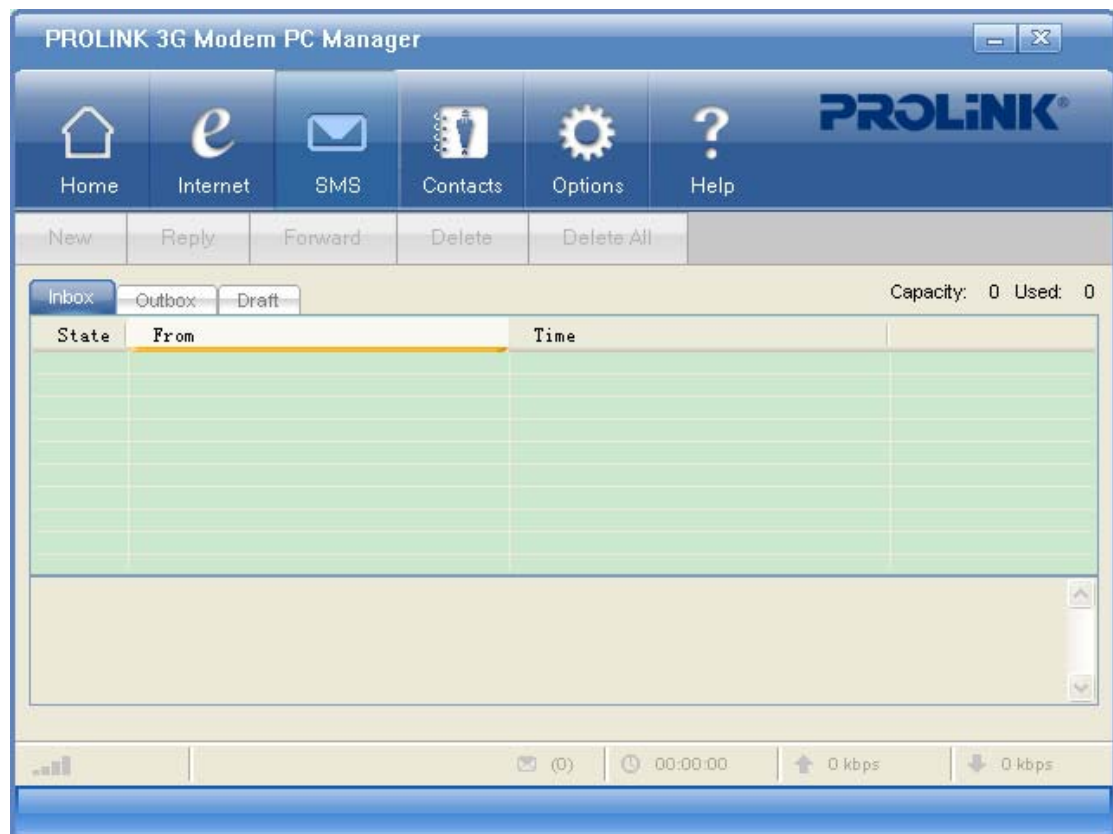 PROLINK 3G Modem PC Manager
PROLiNK®
Home Internet SMS Contacts Options Help
New Reply Forward Delete Delete All
Inbox Outbox Draft Capacity: 0 Used: 0
State From Time
(0) 00:00:00 0 kbps 0 kbps